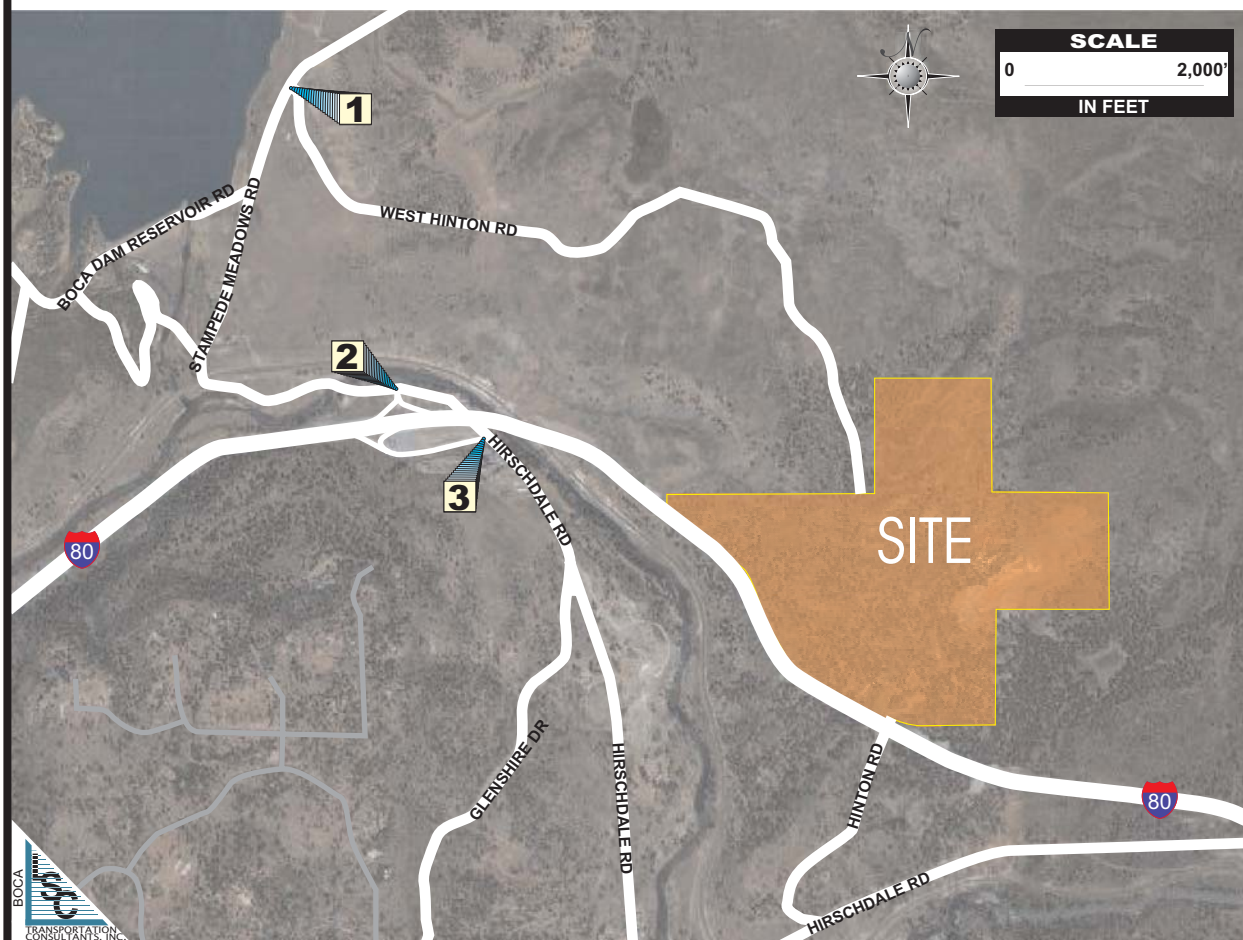 SCALE
0 2,000'
IN FEET
N
1
WEST HINTON RD
BOCA DAM RESERVOIR RD
STAMPEDE MEADOWS RD
2
3
HIRSCHDALE RD
SITE
80
GLENSHIRE DR
HIRSCHDALE RD
HINTON RD
80
HIRSCHDALE RD
BOCA
LSC
TRANSPORTATION
CONSULTANTS, INC.